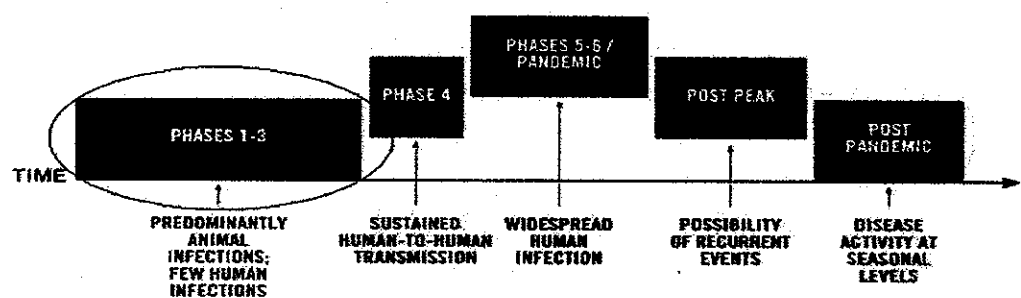 PHASES 5-6 /
PANDEMIC
PHASE 4
POST PEAK
PHASES 1-3
POST
PANDEMIC
TIME
PREDOMINANTLY
ANIMAL
INFECTIONS;
FEW HUMAN
INFECTIONS
SUSTAINED
HUMAN-TO-HUMAN
TRANSMISSION
WIDESPREAD
HUMAN
INFECTION
POSSIBILITY
OF RECURRENT
EVENTS
DISEASE
ACTIVITY AT
SEASONAL
LEVELS